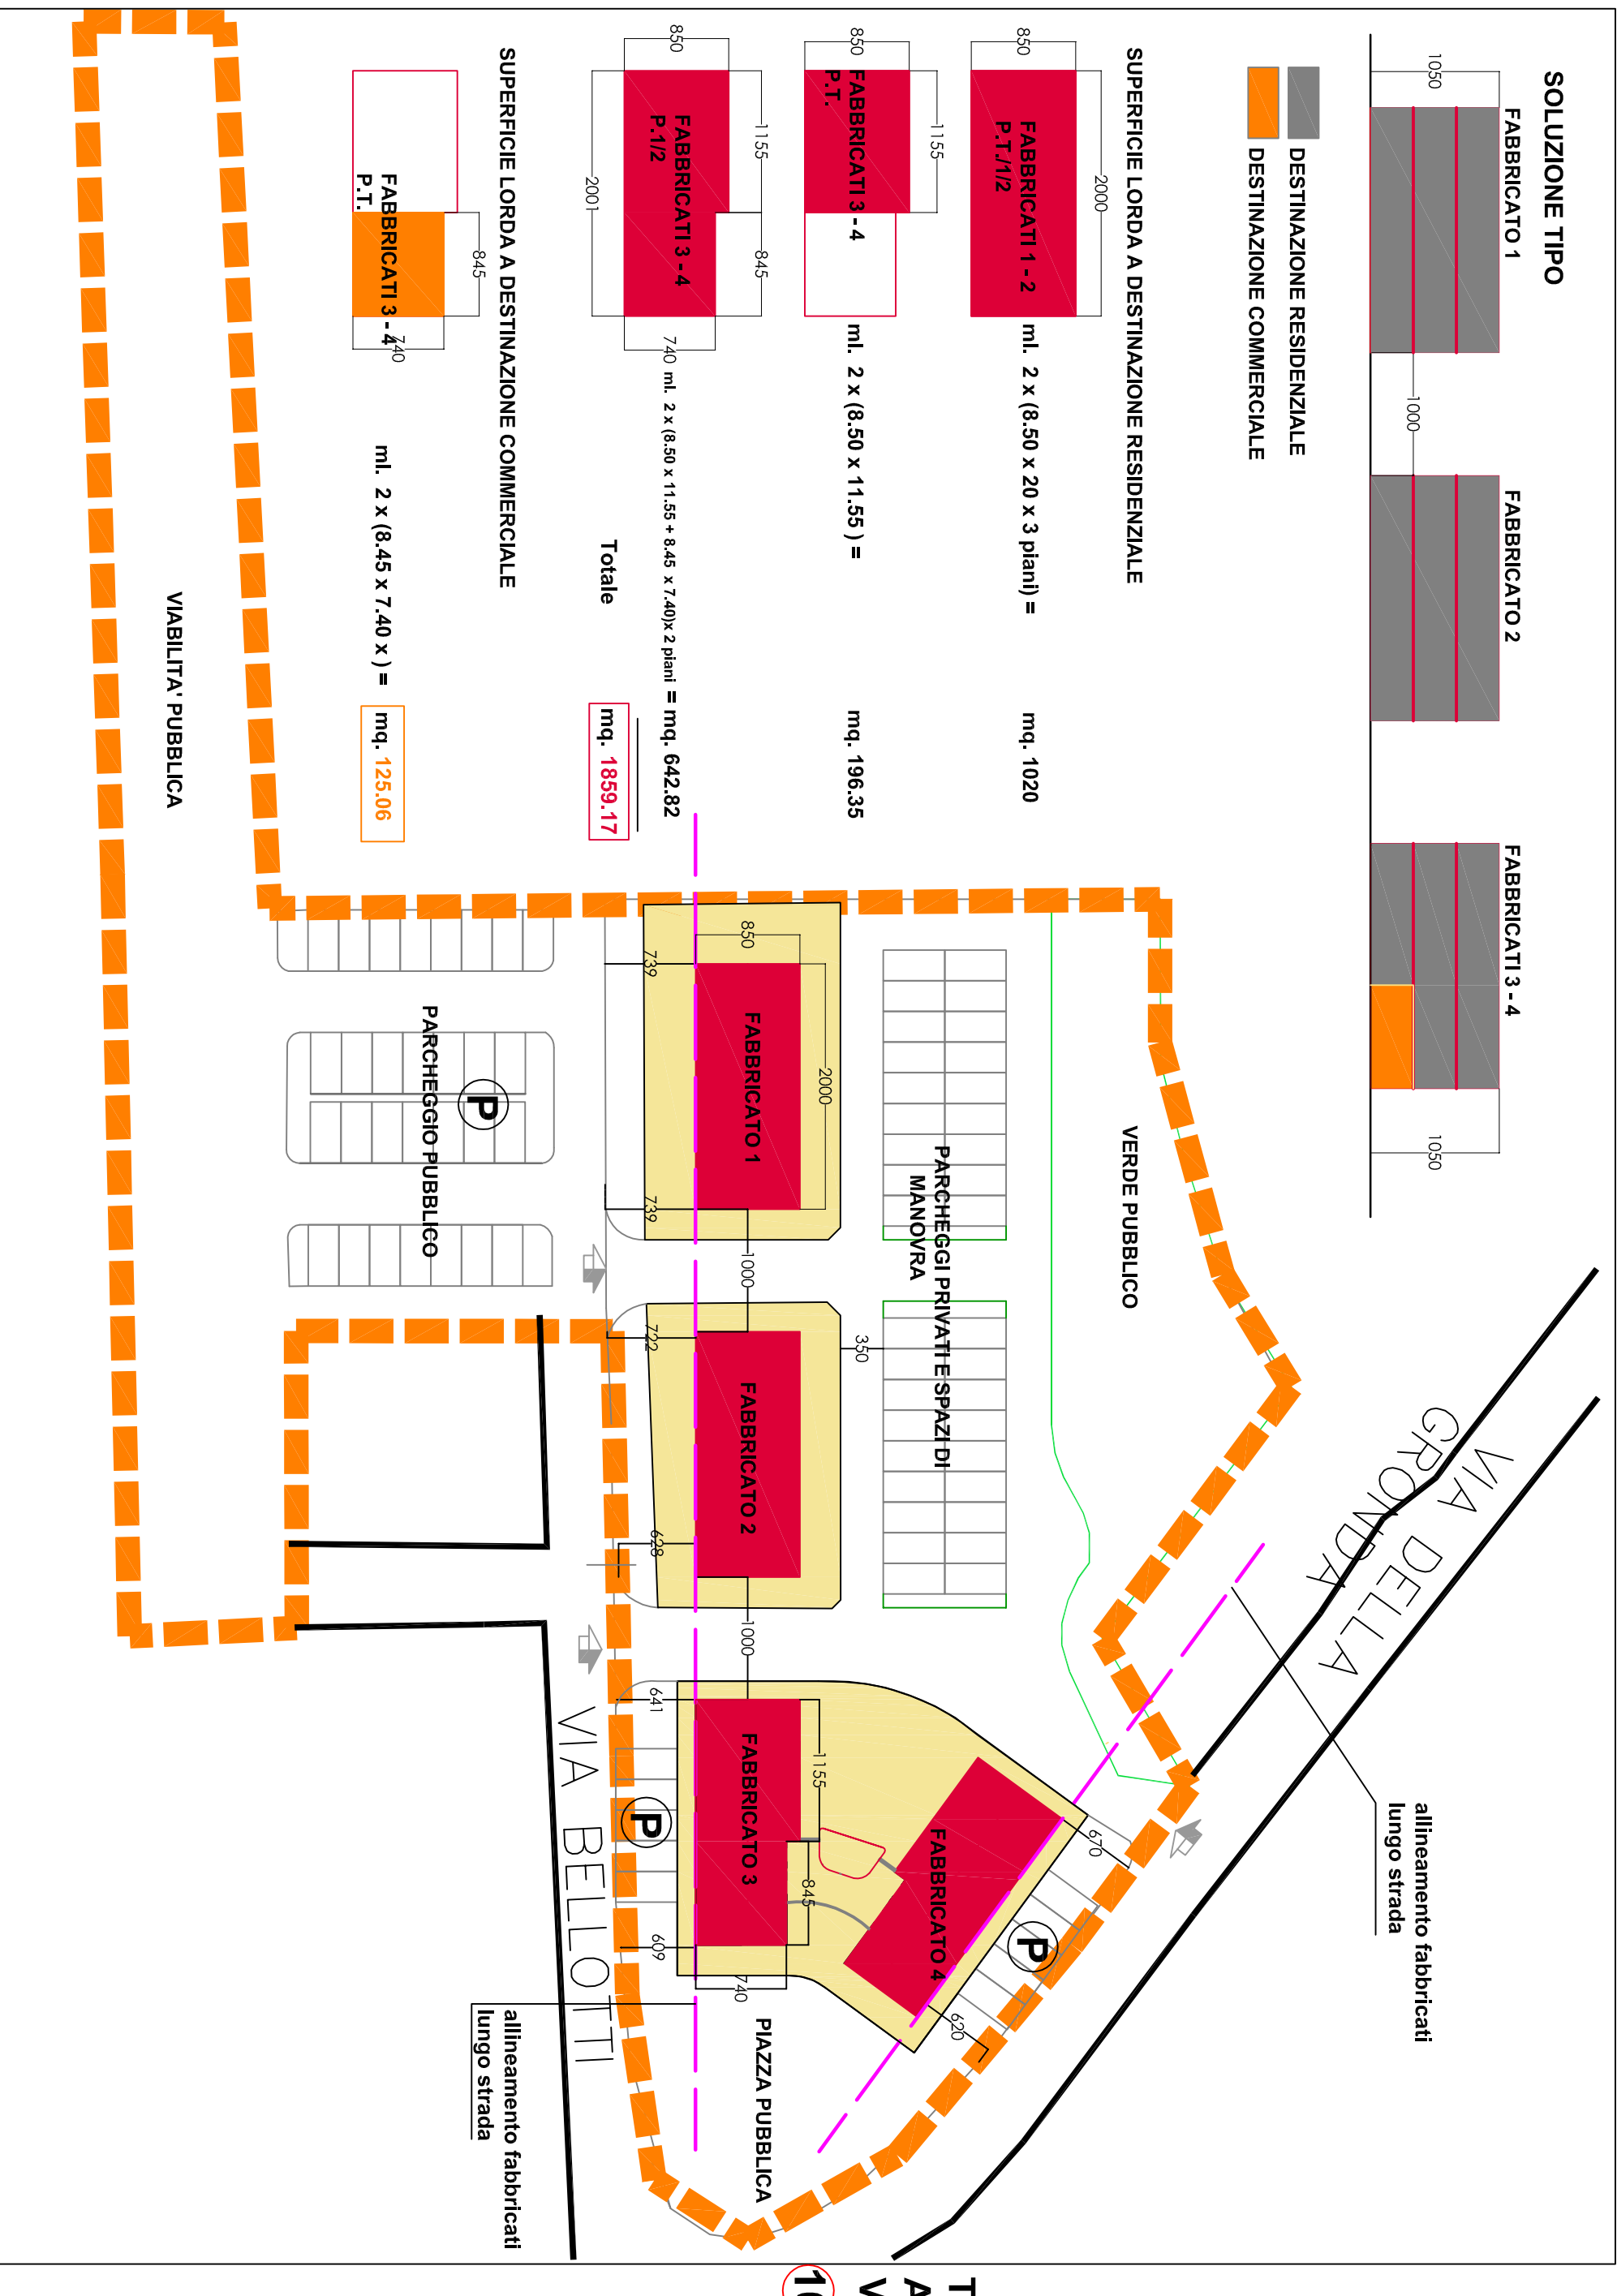 SOLUZIONE TIPO
FABBRICATO 1
FABBRICATO 2
FABBRICATI 3 - 4
1050
1000
1050
DESTINAZIONE RESIDENZIALE
DESTINAZIONE COMMERCIALE
SUPERFICIE LORDA A DESTINAZIONE RESIDENZIALE
2000
850
FABBRICATI 1 - 2
P.T./1/2
ml. 2 x (8.50 x 20 x 3 piani) =
mq. 1020
1155
850
FABBRICATI 3 - 4
P.T.
ml. 2 x (8.50 x 11.55 ) =
mq. 196.35
1155
845
850
FABBRICATI 3 - 4
P.1/2
740
2001
ml. 2 x (8.50 x 11.55 + 8.45 x 7.40)x 2 piani = mq. 642.82
Totale
mq. 1859.17
SUPERFICIE LORDA A DESTINAZIONE COMMERCIALE
845
FABBRICATI 3 - 4
P.T.
740
ml. 2 x (8.45 x 7.40 x ) =
mq. 125.06
VIABILITA' PUBBLICA
VERDE PUBBLICO
PARCHEGGI PRIVATI E SPAZI DI
MANOVRA
350
850
2000
FABBRICATO 1
739
739
1000
FABBRICATO 2
722
628
1000
FABBRICATO 3
641
1155
845
609
740
FABBRICATO 4
670
620
P
P
P
PARCHEGGIO PUBBLICO
PIAZZA PUBBLICA
VIA DELLA
GRONDA
VIA BELLOTTI
allineamento fabbricati
lungo strada
allineamento fabbricati
lungo strada